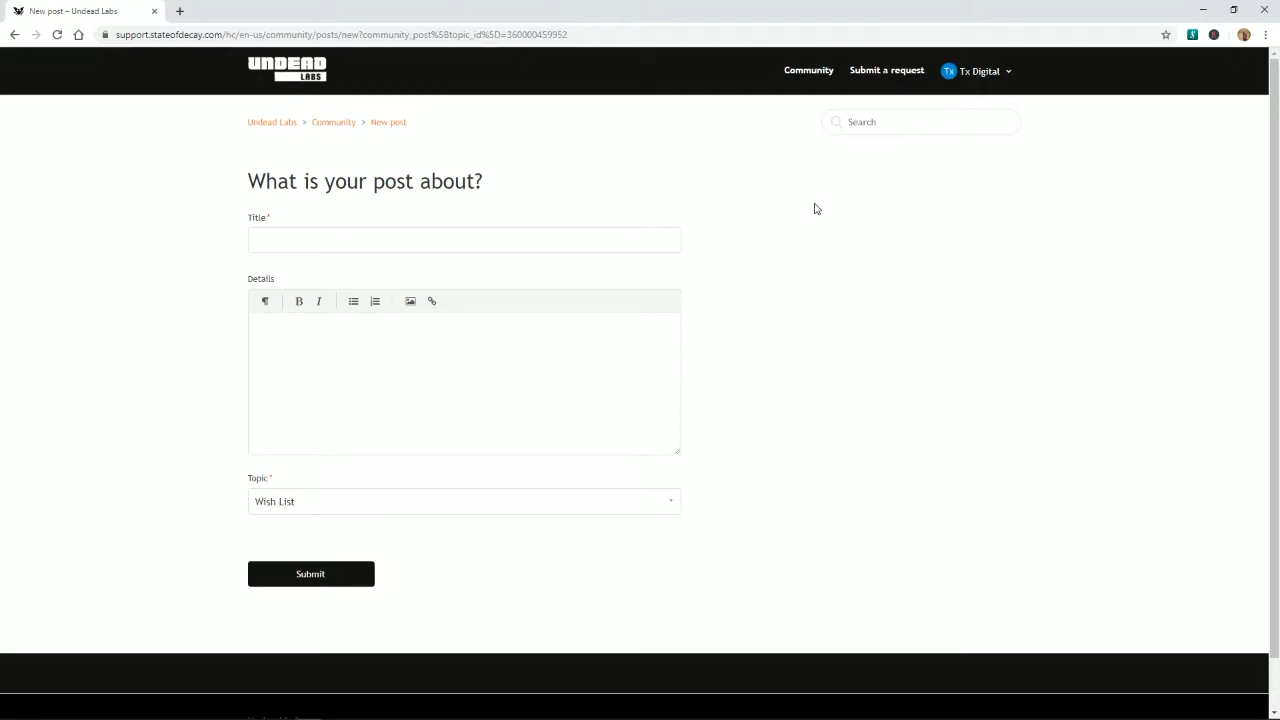 New post – Undead Labs
support.stateofdecay.com/hc/en-us/community/posts/new?community_post%5Btopic_id%5D=360000459952
UNDEAD
LABS
Community
Submit a request
Tx
Tx Digital
Undead Labs > Community > New post
Search
What is your post about?
Title*
Details
¶ B I
Topic*
Wish List
Submit